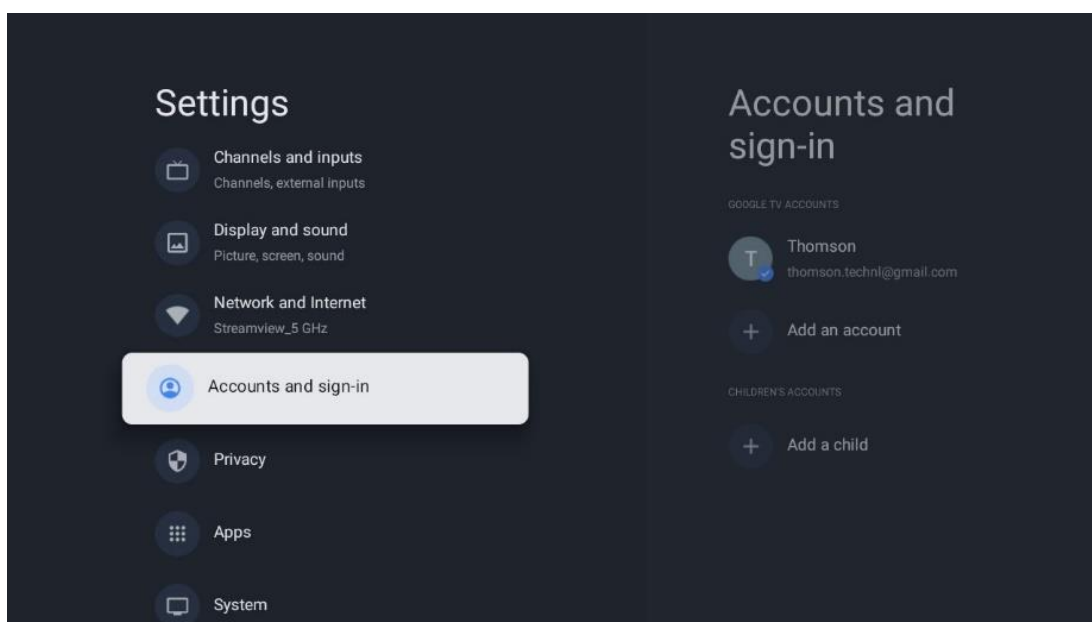 Settings
Channels and inputs
Channels, external inputs
Display and sound
Picture, screen, sound
Network and Internet
Streamview_5 GHz
Accounts and sign-in
Privacy
Apps
System
Accounts and
sign-in
GOOGLE TV ACCOUNTS
T
Thomson
thomson.technl@gmail.com
Add an account
CHILDREN'S ACCOUNTS
Add a child